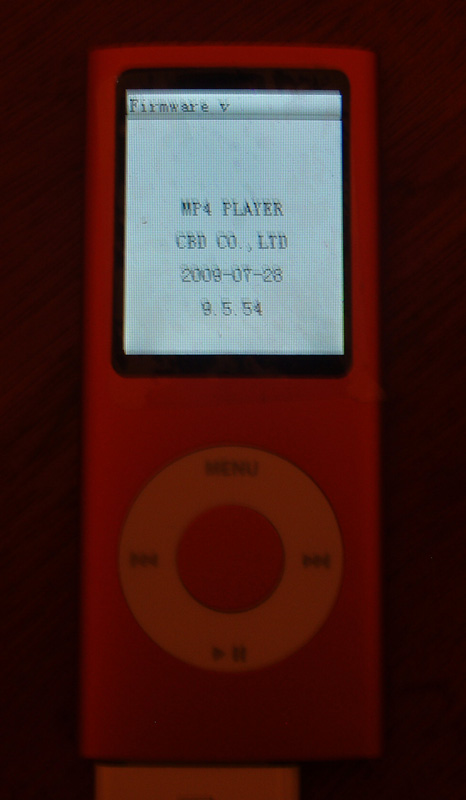 Firmware v
MP4 PLAYER
CBD CO.,LTD
2009-07-28
9.5.54
MENU